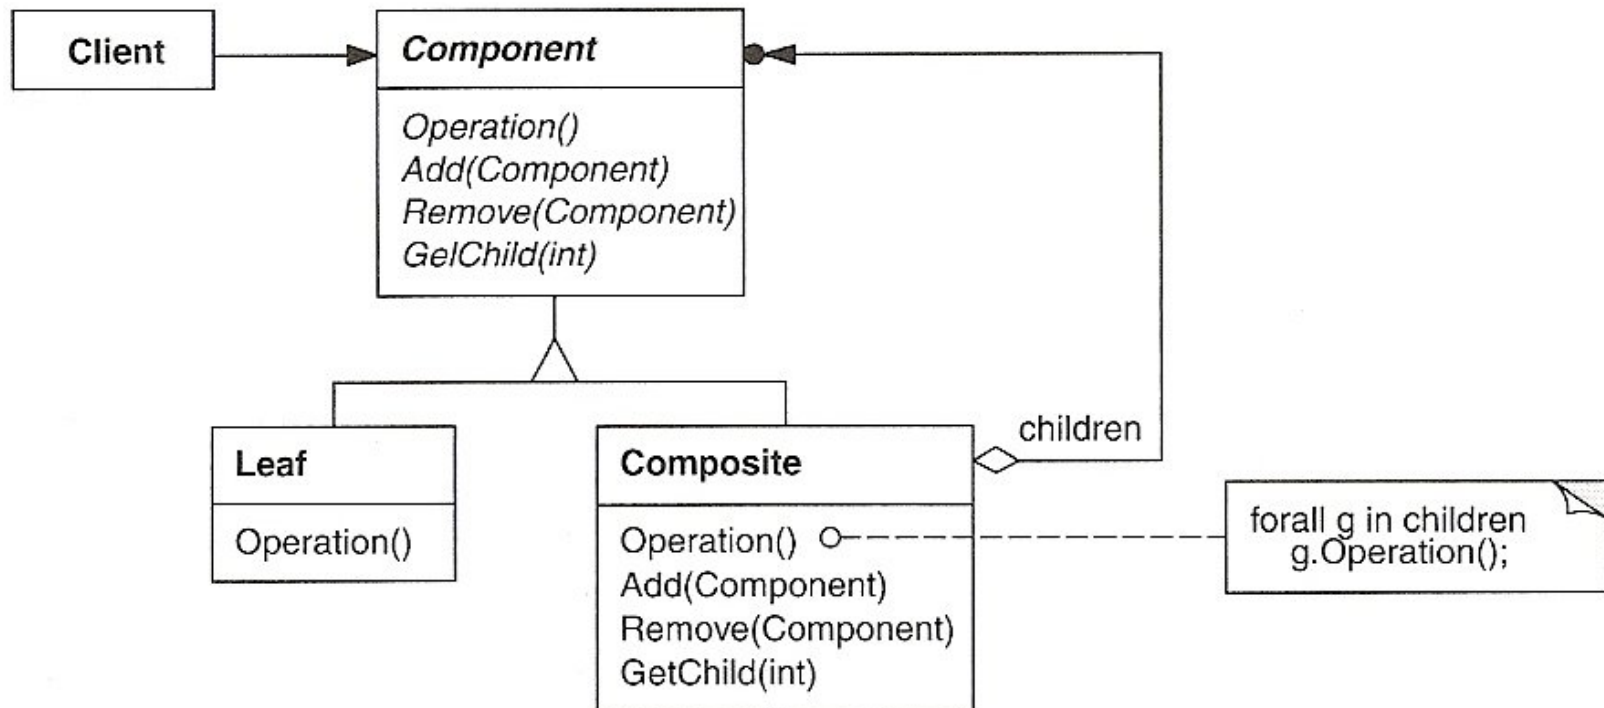 Client
Component
Operation()
Add(Component)
Remove(Component)
GelChild(int)
Leaf
Operation()
Composite
Operation()
Add(Component)
Remove(Component)
GetChild(int)
children
forall g in children
g.Operation();